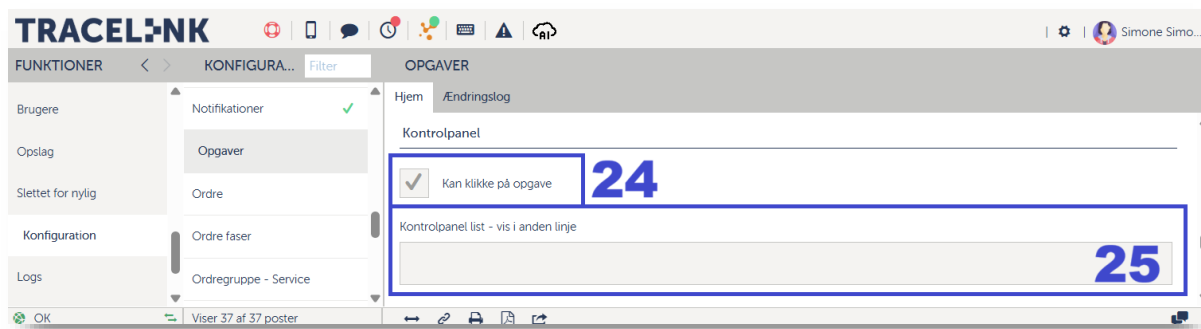 TRACELINK
AI
Simone Simo...
FUNKTIONER
KONFIGURA...
Filter
OPGAVER
Brugere
Opslag
Slettet for nylig
Konfiguration
Logs
Notifikationer
Opgaver
Ordre
Ordre faser
Ordregruppe - Service
Hjem
Ændringslog
Kontrolpanel
Kan klikke på opgave
24
Kontrolpanel list - vis i anden linje
25
OK
Viser 37 af 37 poster